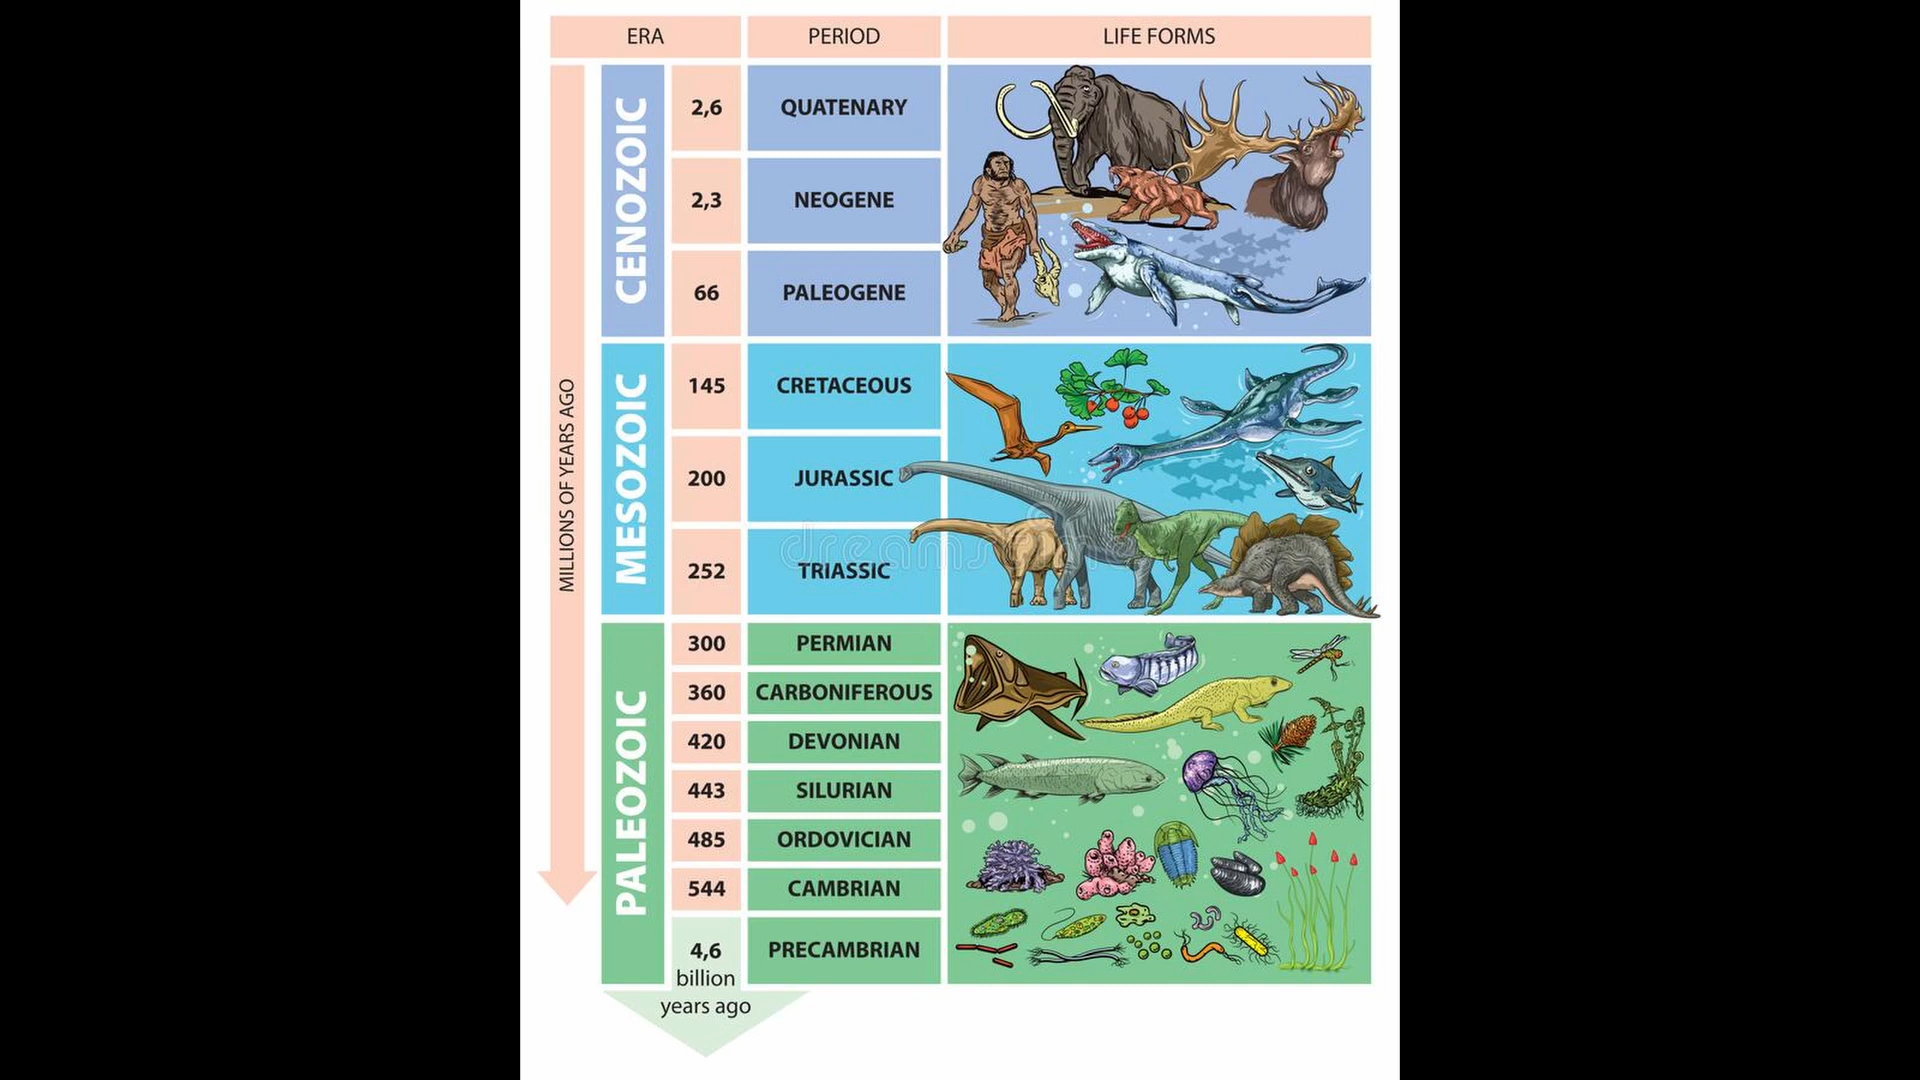 ERA PERIOD LIFE FORMS
MILLIONS OF YEARS AGO
CENOZOIC
2,6 QUATENARY
2,3 NEOGENE
66 PALEOGENE
MESOZOIC
145 CRETACEOUS
200 JURASSIC
252 TRIASSIC
PALEOZOIC
300 PERMIAN
360 CARBONIFEROUS
420 DEVONIAN
443 SILURIAN
485 ORDOVICIAN
544 CAMBRIAN
4,6 PRECAMBRIAN
billion
years ago